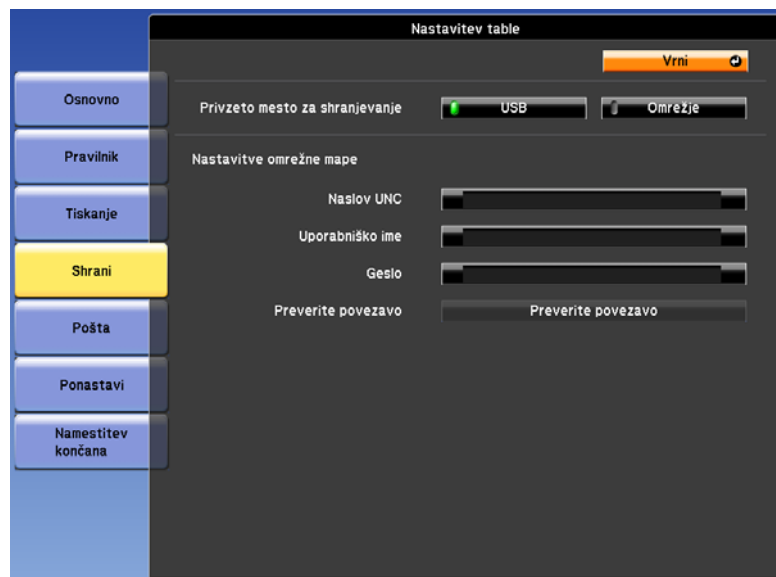 Nastavitev table
Vrni
Osnovno
Pravilnik
Tiskanje
Shrani
Pošta
Ponastavi
Namestitev
končana
Privzeto mesto za shranjevanje
USB
Omrežje
Nastavitve omrežne mape
Naslov UNC
Uporabniško ime
Geslo
Preverite povezavo
Preverite povezavo